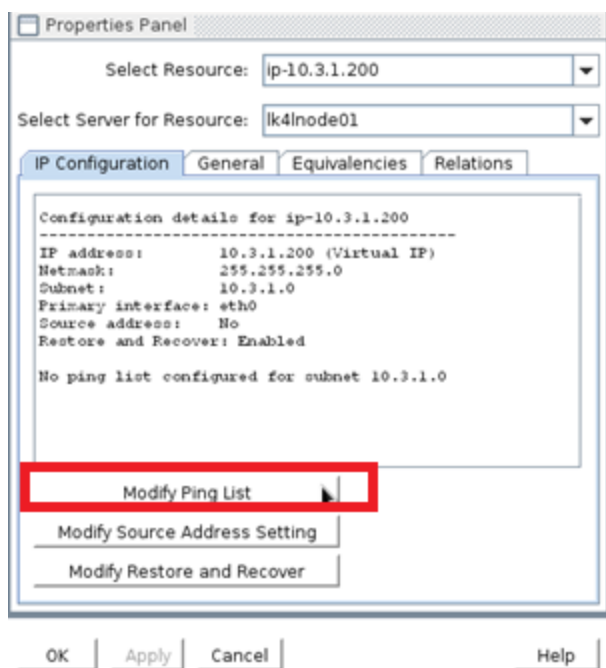 Properties Panel
Select Resource: ip-10.3.1.200
Select Server for Resource: lk4lnode01
IP Configuration General Equivalencies Relations
Configuration details for ip-10.3.1.200
-----------------------------------------------
IP address: 10.3.1.200 (Virtual IP)
Netmask: 255.255.255.0
Subnet: 10.3.1.0
Primary interface: eth0
Source address: No
Restore and Recover: Enabled
No ping list configured for subnet 10.3.1.0
Modify Ping List
Modify Source Address Setting
Modify Restore and Recover
OK Apply Cancel Help